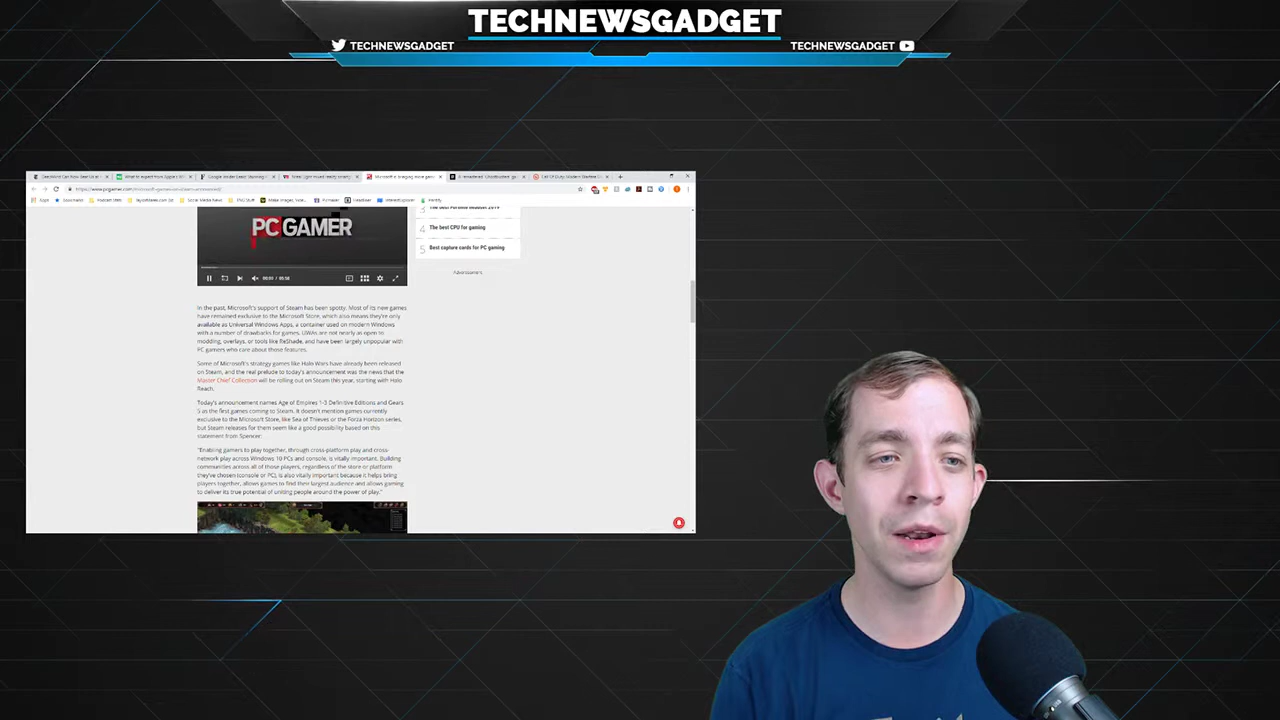 TECHNEWSGADGET
TECHNEWSGADGET
TECHNEWSGADGET
Microsoft is bringing more game
Apps
PC GAMER
4 The best CPU for gaming
5 Best capture cards for PC gaming
Advertisement
In the past, Microsoft's support of Steam has been spotty. Most of its new games
have remained exclusive to the Microsoft Store, which also means they're only
available as Universal Windows Apps, a container used on modern Windows
with a number of drawbacks for games. UWAs are not nearly as open to
modding, overlays, or tools like ReShade, and have been largely unpopular with
PC gamers who care about those features.
Some of Microsoft's strategy games like Halo Wars have already been released
on Steam, and the real prelude to today's announcement was the news that the
Master Chief Collection will be rolling out on Steam this year, starting with Halo
Reach.
Today's announcement names Age of Empires 1-3 Definitive Editions and Gears
5 as the first games coming to Steam. It doesn't mention games currently
exclusive to the Microsoft Store, like Sea of Thieves or the Forza Horizon series,
but Steam releases for them seem like a good possibility based on this
statement from Spencer:
"Enabling gamers to play together, through cross-platform play and cross-
network play across Windows 10 PCs and console, is vitally important. Building
communities across all of those players, regardless of the store or platform
they've chosen (console or PC), is also vitally important because it helps bring
players together, allows games to find their largest audience and allows gaming
to deliver its true potential of uniting people around the power of play."